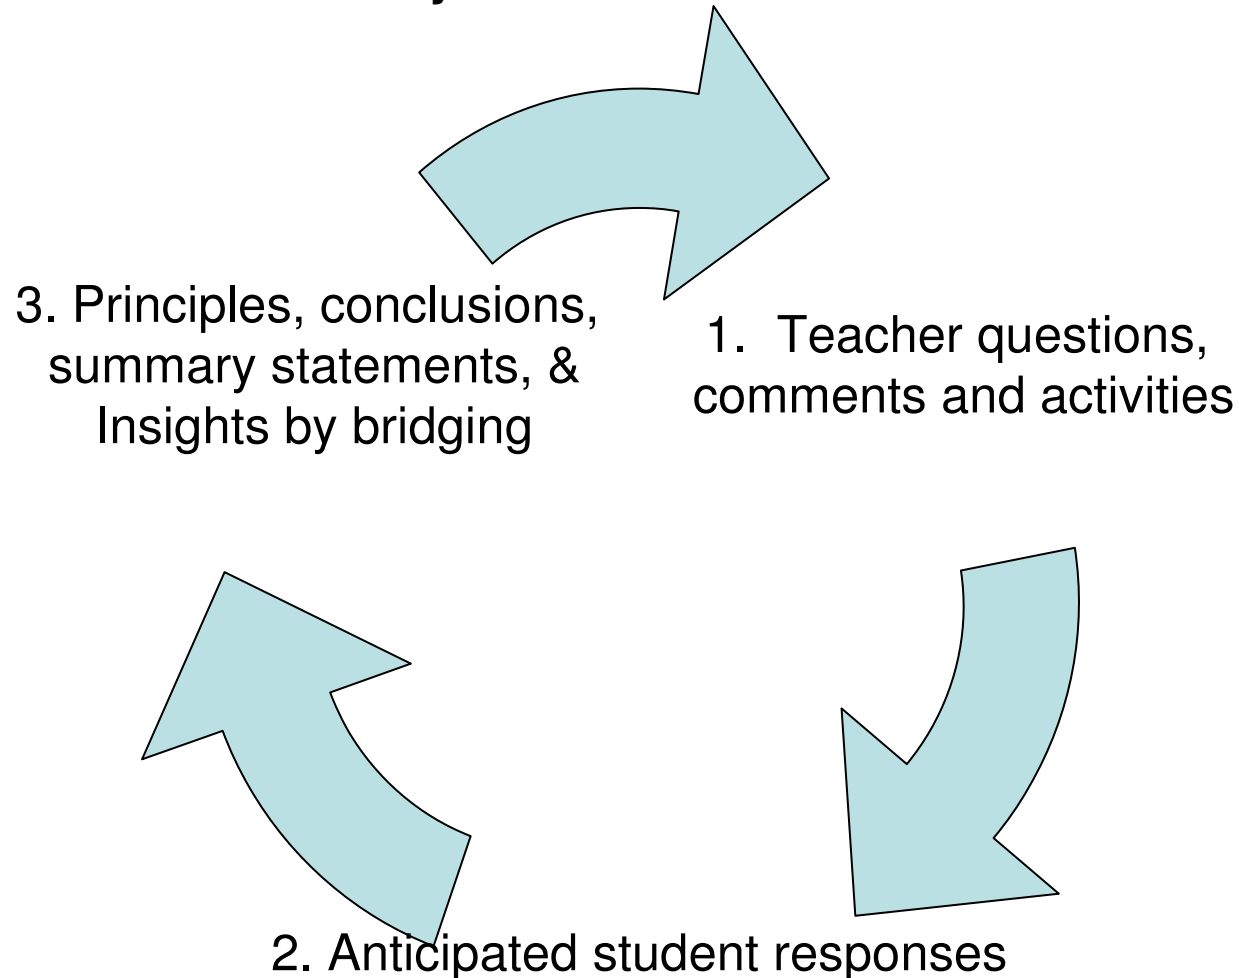 3. Principles, conclusions,
summary statements, &
Insights by bridging
1. Teacher questions,
comments and activities
2. Anticipated student responses